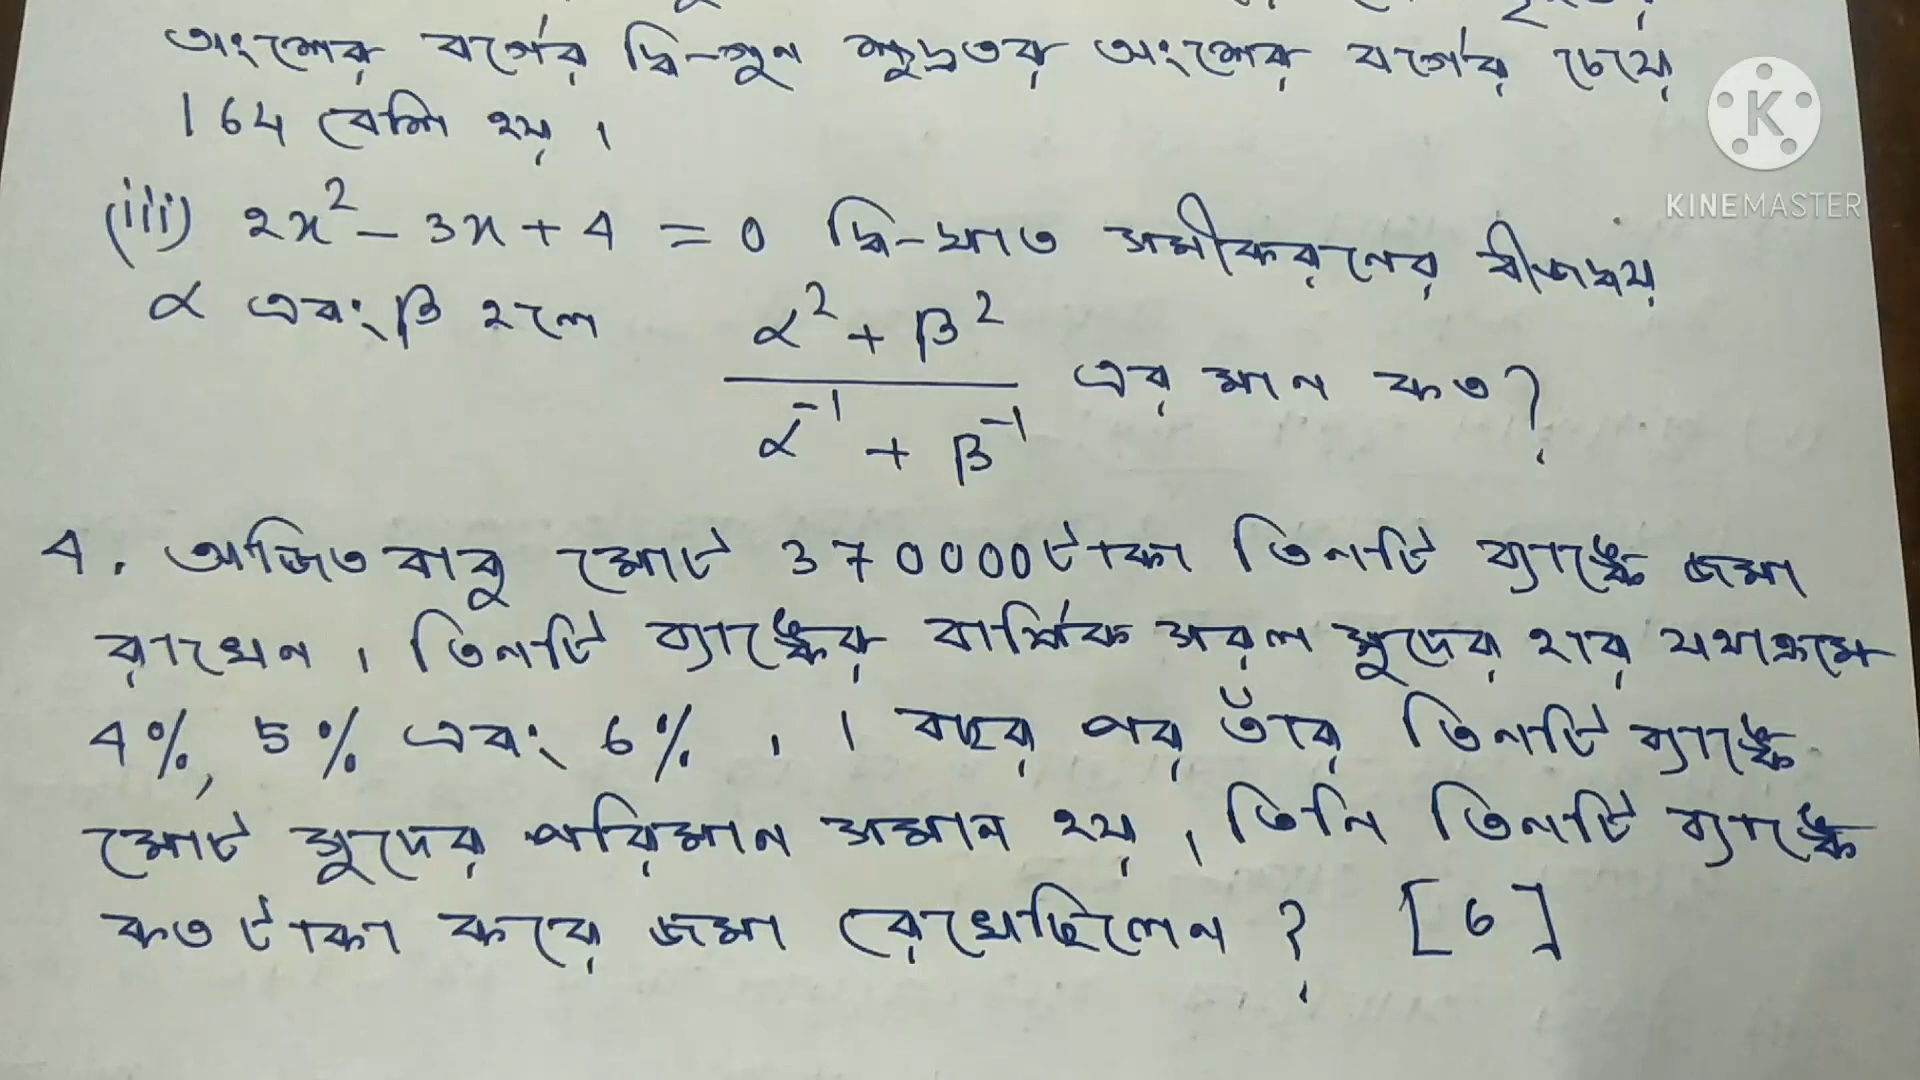 অংশের বর্গের দ্বি-গুন ক্ষুদ্রতর অংশের বর্গের চেয়ে
164 বেশি হয় ।
(iii) 2x² - 3x + 4 = 0 দ্বি-ঘাত সমীকরনের বীজদ্বয়
α এবং β হলে α² + β² / α⁻¹ + β⁻¹ এর মান কত ?
4. অজিত বাবু মোট 370000 টাকা তিনটি ব্যাঙ্কে জমা
রাখেন । তিনটি ব্যাঙ্কের বার্ষিক সরল সুদের হার যথাক্রমে
4%, 5% এবং 6% । 1 বছর পর তাঁর তিনটি ব্যাঙ্কে
মোট সুদের পরিমান সমান হয় । তিনি তিনটি ব্যাঙ্কে
কত টাকা করে জমা রেখেছিলেন ? [6]
K
KINEMASTER